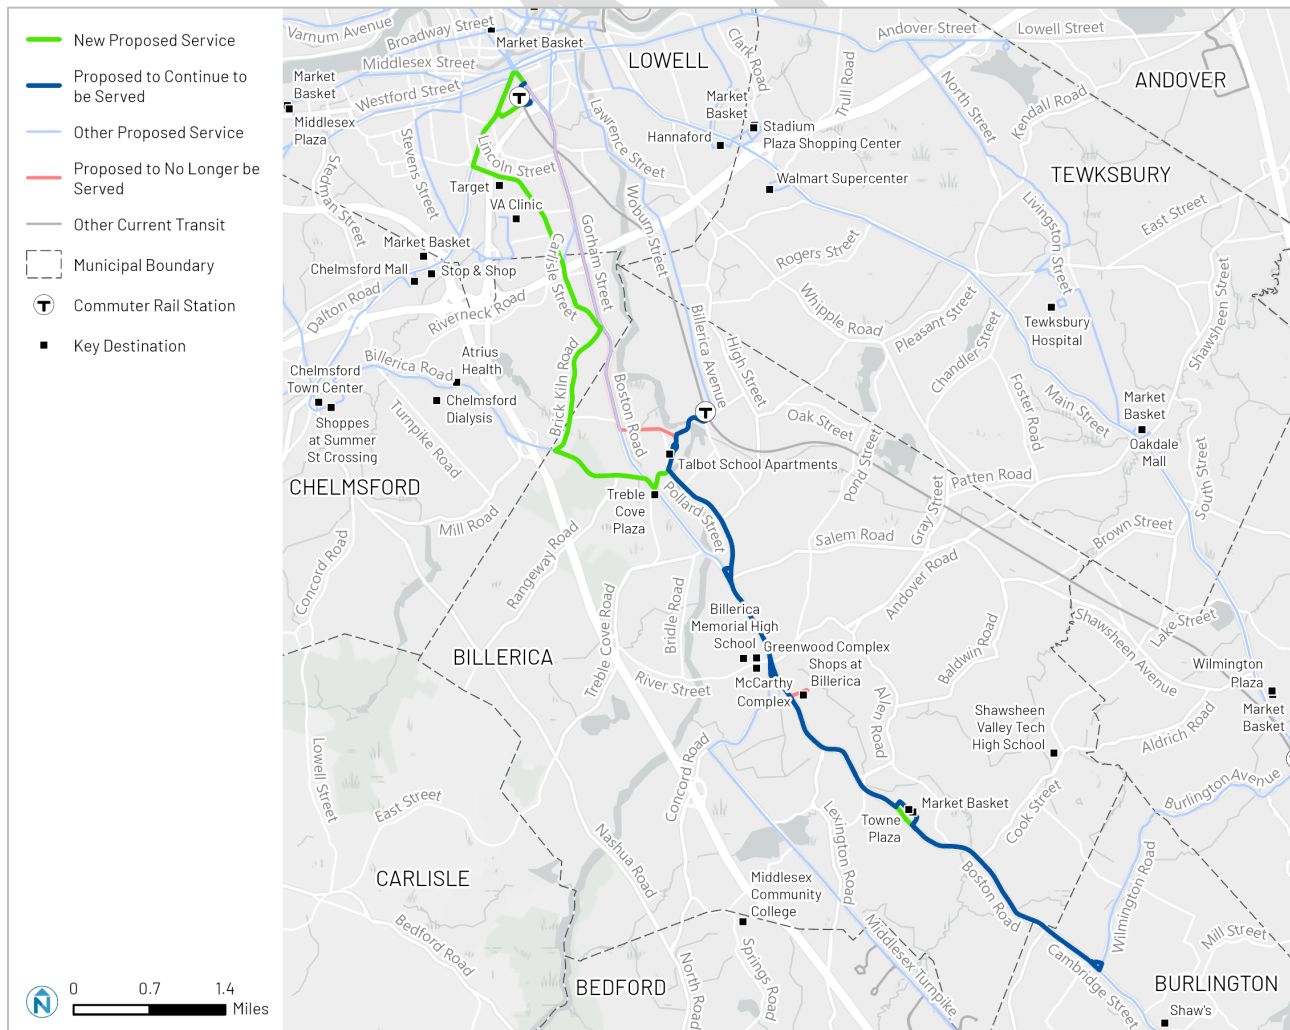 New Proposed Service
Proposed to Continue to
be Served
Other Proposed Service
Proposed to No Longer be
Served
Other Current Transit
Municipal Boundary
T
Commuter Rail Station
Key Destination
N
0 0.7 1.4
Miles
Varnum Avenue
Broadway Street
Market Basket
Middlesex Street
Westford Street
Market
Basket
Middlesex
Plaza
LOWELL
Clark Road
Trull Road
Andover Street
Lowell Street
ANDOVER
North Street
Kendall Road
T
Lawrence Street
Market
Basket
Hannaford
Stadium
Plaza Shopping Center
Stevens Street
Stedman Street
Lincoln Street
Target
VA Clinic
Walmart Supercenter
TEWKSBURY
East Street
Woburn Street
Livingston Street
Gorham Street
Carlisle Street
Rogers Street
Market Basket
Chelmsford Mall
Stop & Shop
Dalton Road
Riverneck Road
Whipple Road
Pleasant Street
Chandler Street
Tewksbury
Hospital
Shawsheen Street
Billerica Avenue
High Street
Billerica Road
Atrius
Health
Chelmsford
Town Center
Chelmsford
Dialysis
Shoppes
at Summer
St Crossing
Turnpike Road
Brick Kiln Road
Boston Road
T
Oak Street
Foster Road
Main Street
Market
Basket
Oakdale
Mall
Talbot School Apartments
Pond Street
Patten Road
Gray Street
South Street
CHELMSFORD
Mill Road
Treble
Cove
Plaza
Pollard Street
Salem Road
Brown Street
Concord Road
Rangeway Road
Treble Cove Road
Bridle Road
Andover Road
Billerica
Memorial High
School
Greenwood Complex
Shops at
Billerica
McCarthy
Complex
Baldwin Road
Shawsheen Avenue
Lake Street
BILLERICA
River Street
Wilmington
Plaza
Market
Basket
Allen Road
Shawsheen
Valley Tech
High School
Aldrich Road
Lowell Street
East Street
Concord Road
Burlington Avenue
Market Basket
Towne
Plaza
Cook Street
Lexington Road
Nashua Road
CARLISLE
Middlesex
Community
College
Boston Road
Wilmington Road
Bedford Road
Middlesex Turnpike
Mill Street
Cambridge Street
North Road
Springs Road
BEDFORD
BURLINGTON
Shaw's